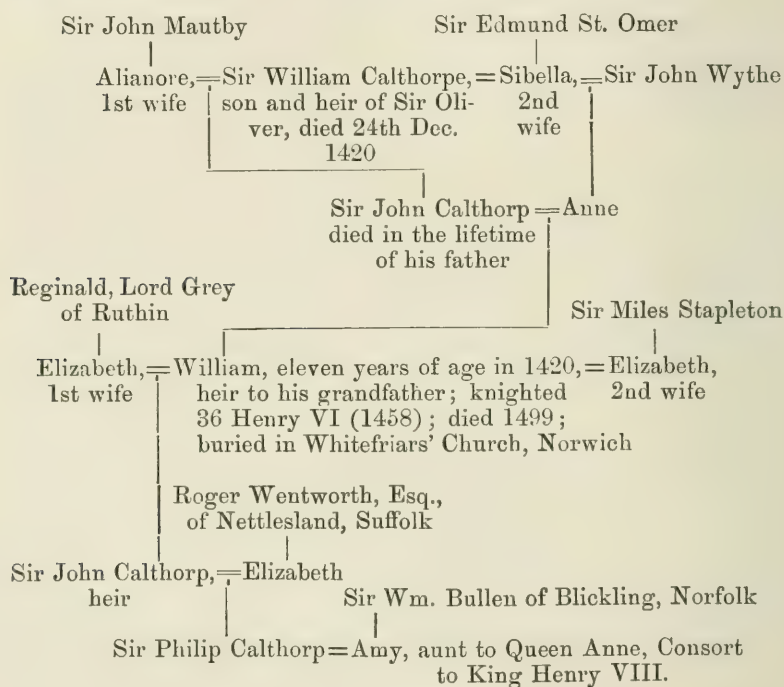 Sir John Mautby Sir Edmund St. Omer
Alianore, = Sir William Calthorpe, = Sibella, = Sir John Wythe
1st wife son and heir of Sir Oli- 2nd
ver, died 24th Dec. wife
1420
Sir John Calthorp = Anne
died in the lifetime
of his father
Reginald, Lord Grey
of Ruthin Sir Miles Stapleton
Elizabeth, = William, eleven years of age in 1420, = Elizabeth,
1st wife heir to his grandfather; knighted 2nd wife
36 Henry VI (1458); died 1499;
buried in Whitefriars' Church, Norwich
Roger Wentworth, Esq.,
of Nettlesland, Suffolk
Sir John Calthorp, = Elizabeth
heir Sir Wm. Bullen of Blickling, Norfolk
Sir Philip Calthorp = Amy, aunt to Queen Anne, Consort
to King Henry VIII.